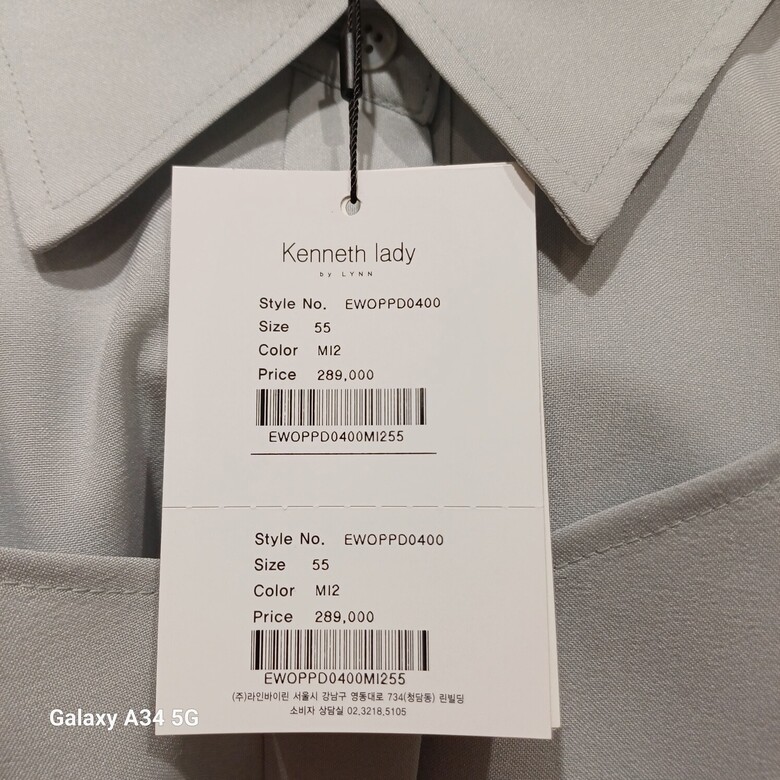 Kenneth lady
by LYNN
Style No. EWOPPD0400
Size 55
Color MI2
Price 289,000
EWOPPD0400MI255
Style No. EWOPPD0400
Size 55
Color MI2
Price 289,000
EWOPPD0400MI255
(주)라인바이린 서울시 강남구 영동대로 734(청담동) 린빌딩
소비자 상담실 02,3218,5105
Galaxy A34 5G